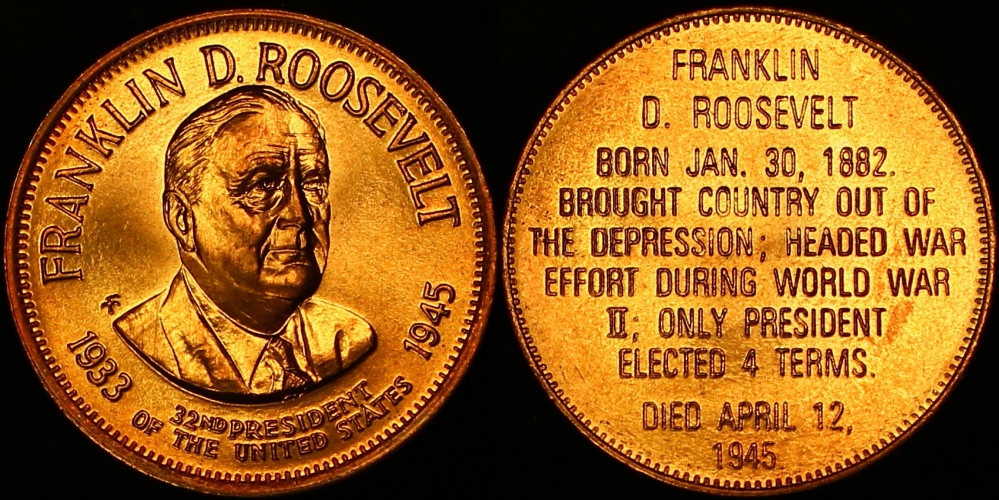 FRANKLIN D. ROOSEVELT
1933
1945
32ND PRESIDENT
OF THE UNITED STATES
FRANKLIN
D. ROOSEVELT
BORN JAN. 30, 1882.
BROUGHT COUNTRY OUT OF
THE DEPRESSION; HEADED WAR
EFFORT DURING WORLD WAR
II; ONLY PRESIDENT
ELECTED 4 TERMS.
DIED APRIL 12,
1945